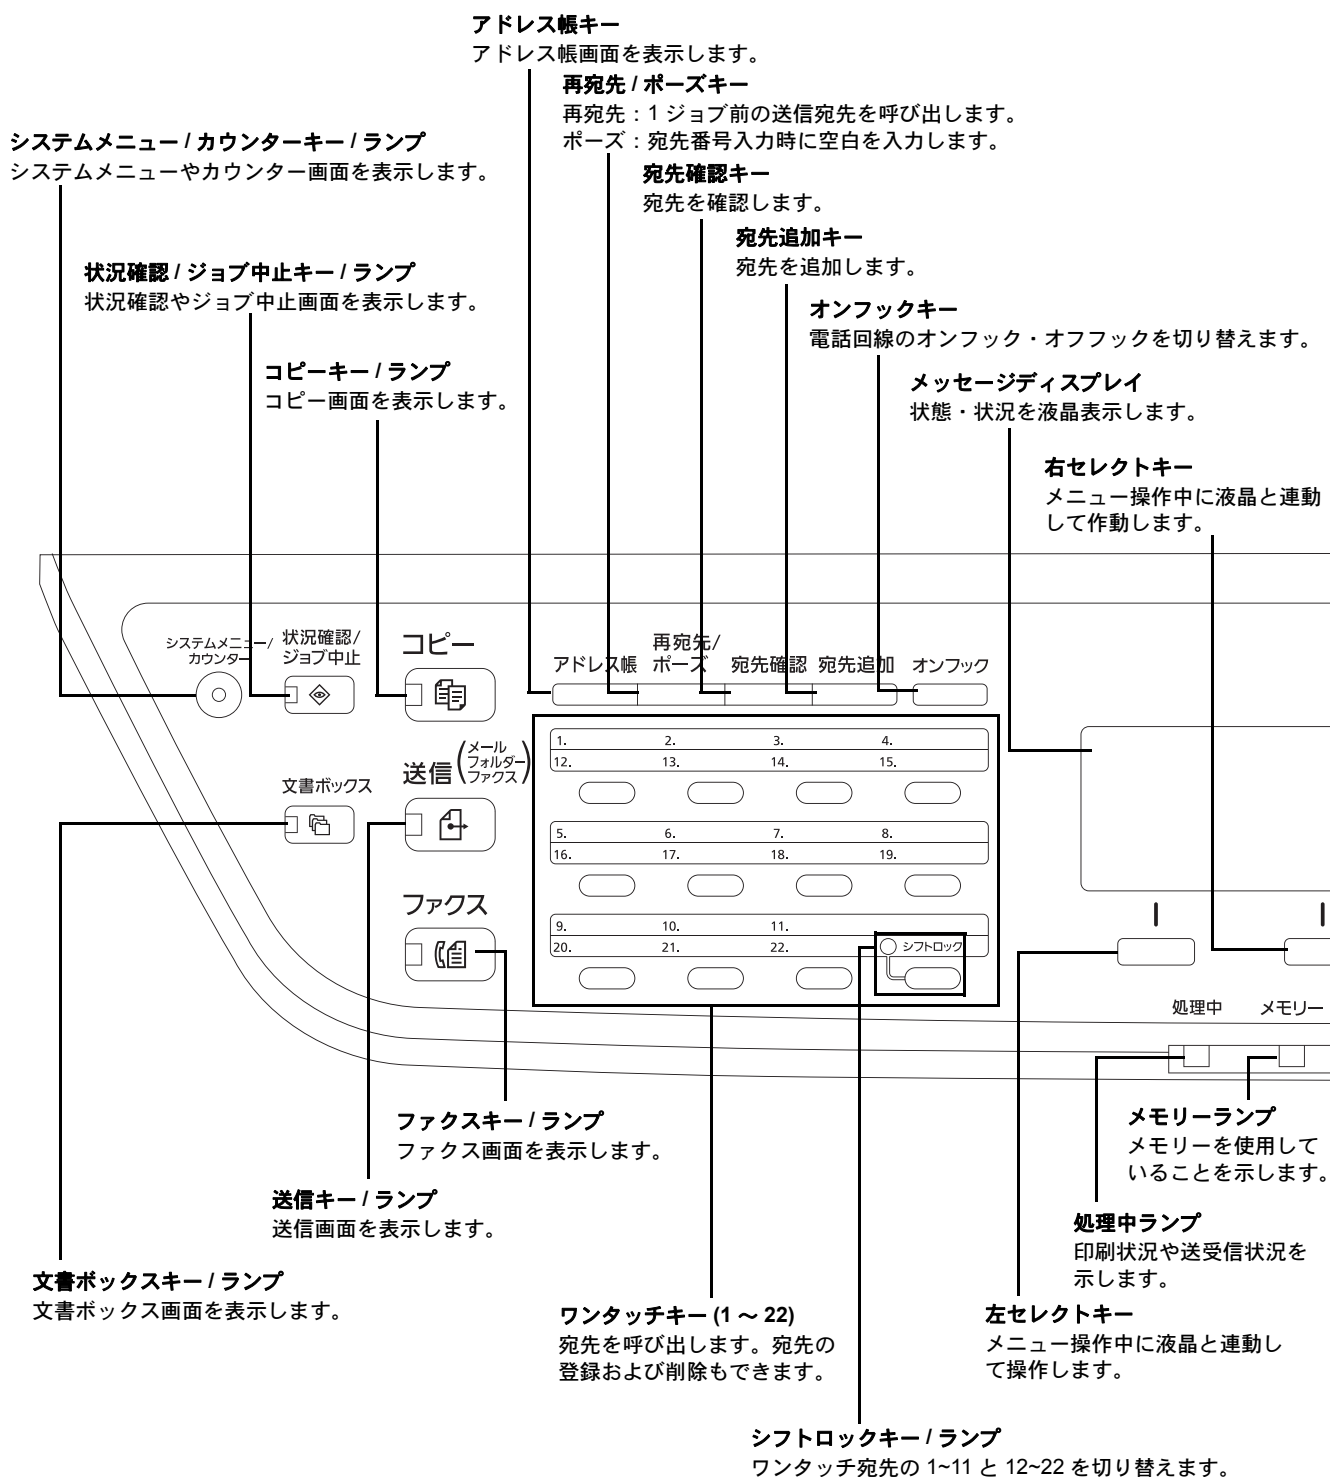 アドレス帳キー
アドレス帳画面を表示します。
再宛先 / ポーズキー
再宛先：1 ジョブ前の送信宛先を呼び出します。
ポーズ：宛先番号入力時に空白を入力します。
システムメニュー / カウンターキー / ランプ
システムメニューやカウンター画面を表示します。
宛先確認キー
宛先を確認します。
宛先追加キー
宛先を追加します。
状況確認 / ジョブ中止キー / ランプ
状況確認やジョブ中止画面を表示します。
オンフックキー
電話回線のオンフック・オフフックを切り替えます。
コピーキー / ランプ
コピー画面を表示します。
メッセージディスプレイ
状態・状況を液晶表示します。
右セレクトキー
メニュー操作中に液晶と連動
して作動します。
システムメニュー/
カウンター
状況確認/
ジョブ中止
コピー
アドレス帳
再宛先/
ポーズ
宛先確認
宛先追加
オンフック
1. 2. 3. 4.
12. 13. 14. 15.
文書ボックス
送信
(メール
フォルダー
ファクス)
5. 6. 7. 8.
16. 17. 18. 19.
ファクス
9. 10. 11.
20. 21. 22. シフトロック
処理中 メモリー
ファクスキー / ランプ
ファクス画面を表示します。
メモリーランプ
メモリーを使用して
いることを示します。
送信キー / ランプ
送信画面を表示します。
処理中ランプ
印刷状況や送受信状況を
示します。
文書ボックスキー / ランプ
文書ボックス画面を表示します。
ワンタッチキー (1 ～ 22)
宛先を呼び出します。宛先の
登録および削除もできます。
左セレクトキー
メニュー操作中に液晶と連動し
て操作します。
シフトロックキー / ランプ
ワンタッチ宛先の 1~11 と 12~22 を切り替えます。